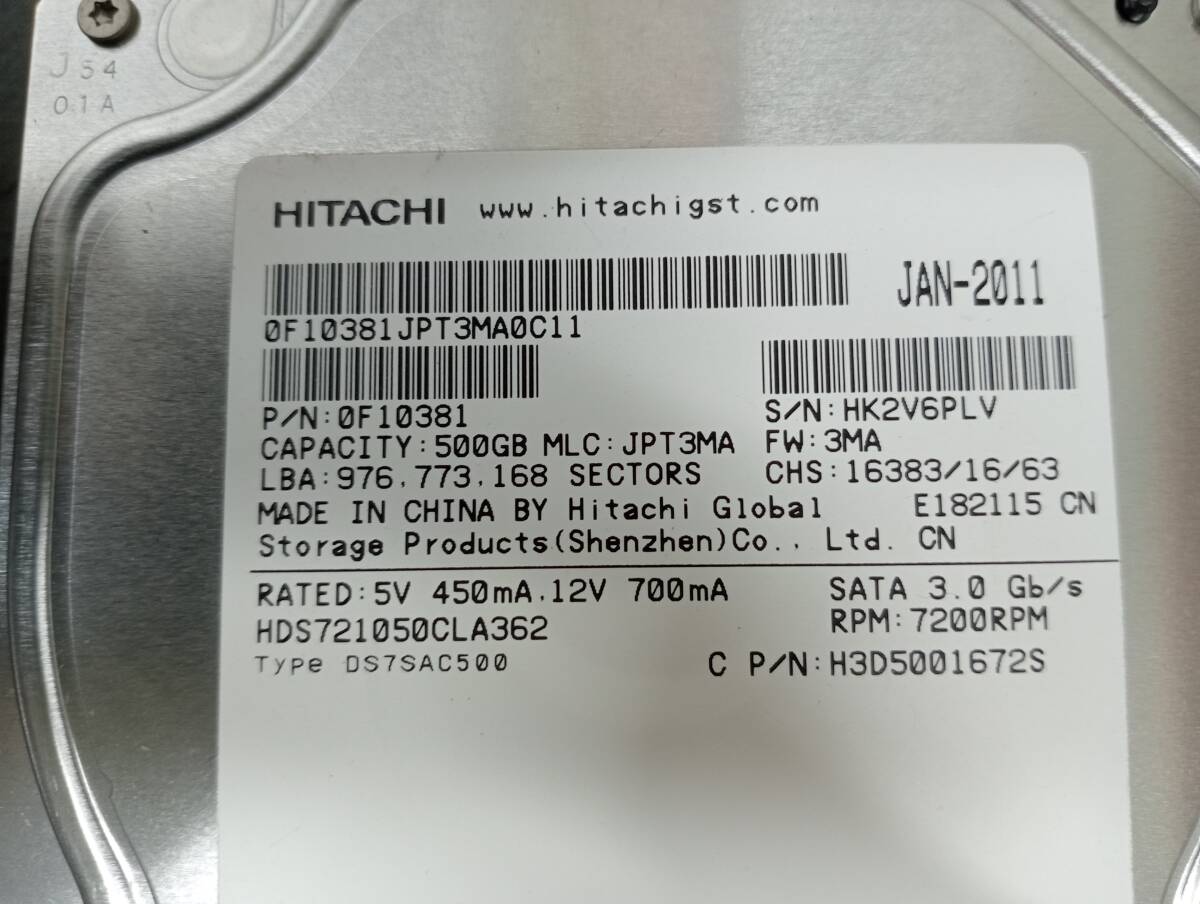 J54
01A
HITACHI www.hitachigst.com
JAN-2011
0F10381JPT3MA0C11
P/N:0F10381 S/N:HK2V6PLV
CAPACITY:500GB MLC:JPT3MA FW:3MA
LBA:976,773,168 SECTORS CHS:16383/16/63
MADE IN CHINA BY Hitachi Global E182115 CN
Storage Products(Shenzhen)Co., Ltd. CN
RATED:5V 450mA,12V 700mA SATA 3.0 Gb/s
HDS721050CLA362 RPM:7200RPM
Type DS7SAC500 C P/N:H3D5001672S